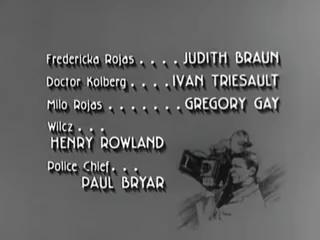 Fredericka Rojas . . . . JUDITH BRAUN
Doctor Kolberg . . . . IVAN TRIESAULT
Milo Rojas . . . . . . . GREGORY GAY
Wilcz . . .
HENRY ROWLAND
Police Chief . . .
PAUL BRYAR